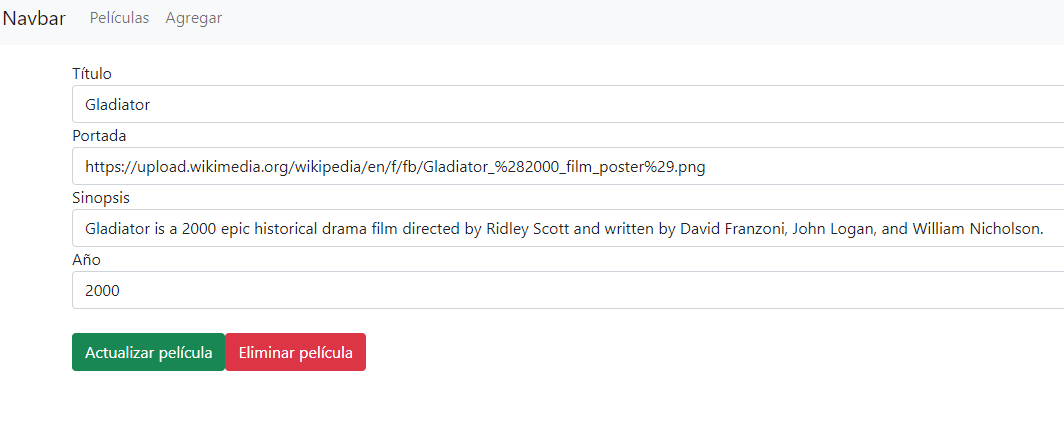 Navbar Películas Agregar
Título
Gladiator
Portada
https://upload.wikimedia.org/wikipedia/en/f/fb/Gladiator_%282000_film_poster%29.png
Sinopsis
Gladiator is a 2000 epic historical drama film directed by Ridley Scott and written by David Franzoni, John Logan, and William Nicholson.
Año
2000
Actualizar película Eliminar película